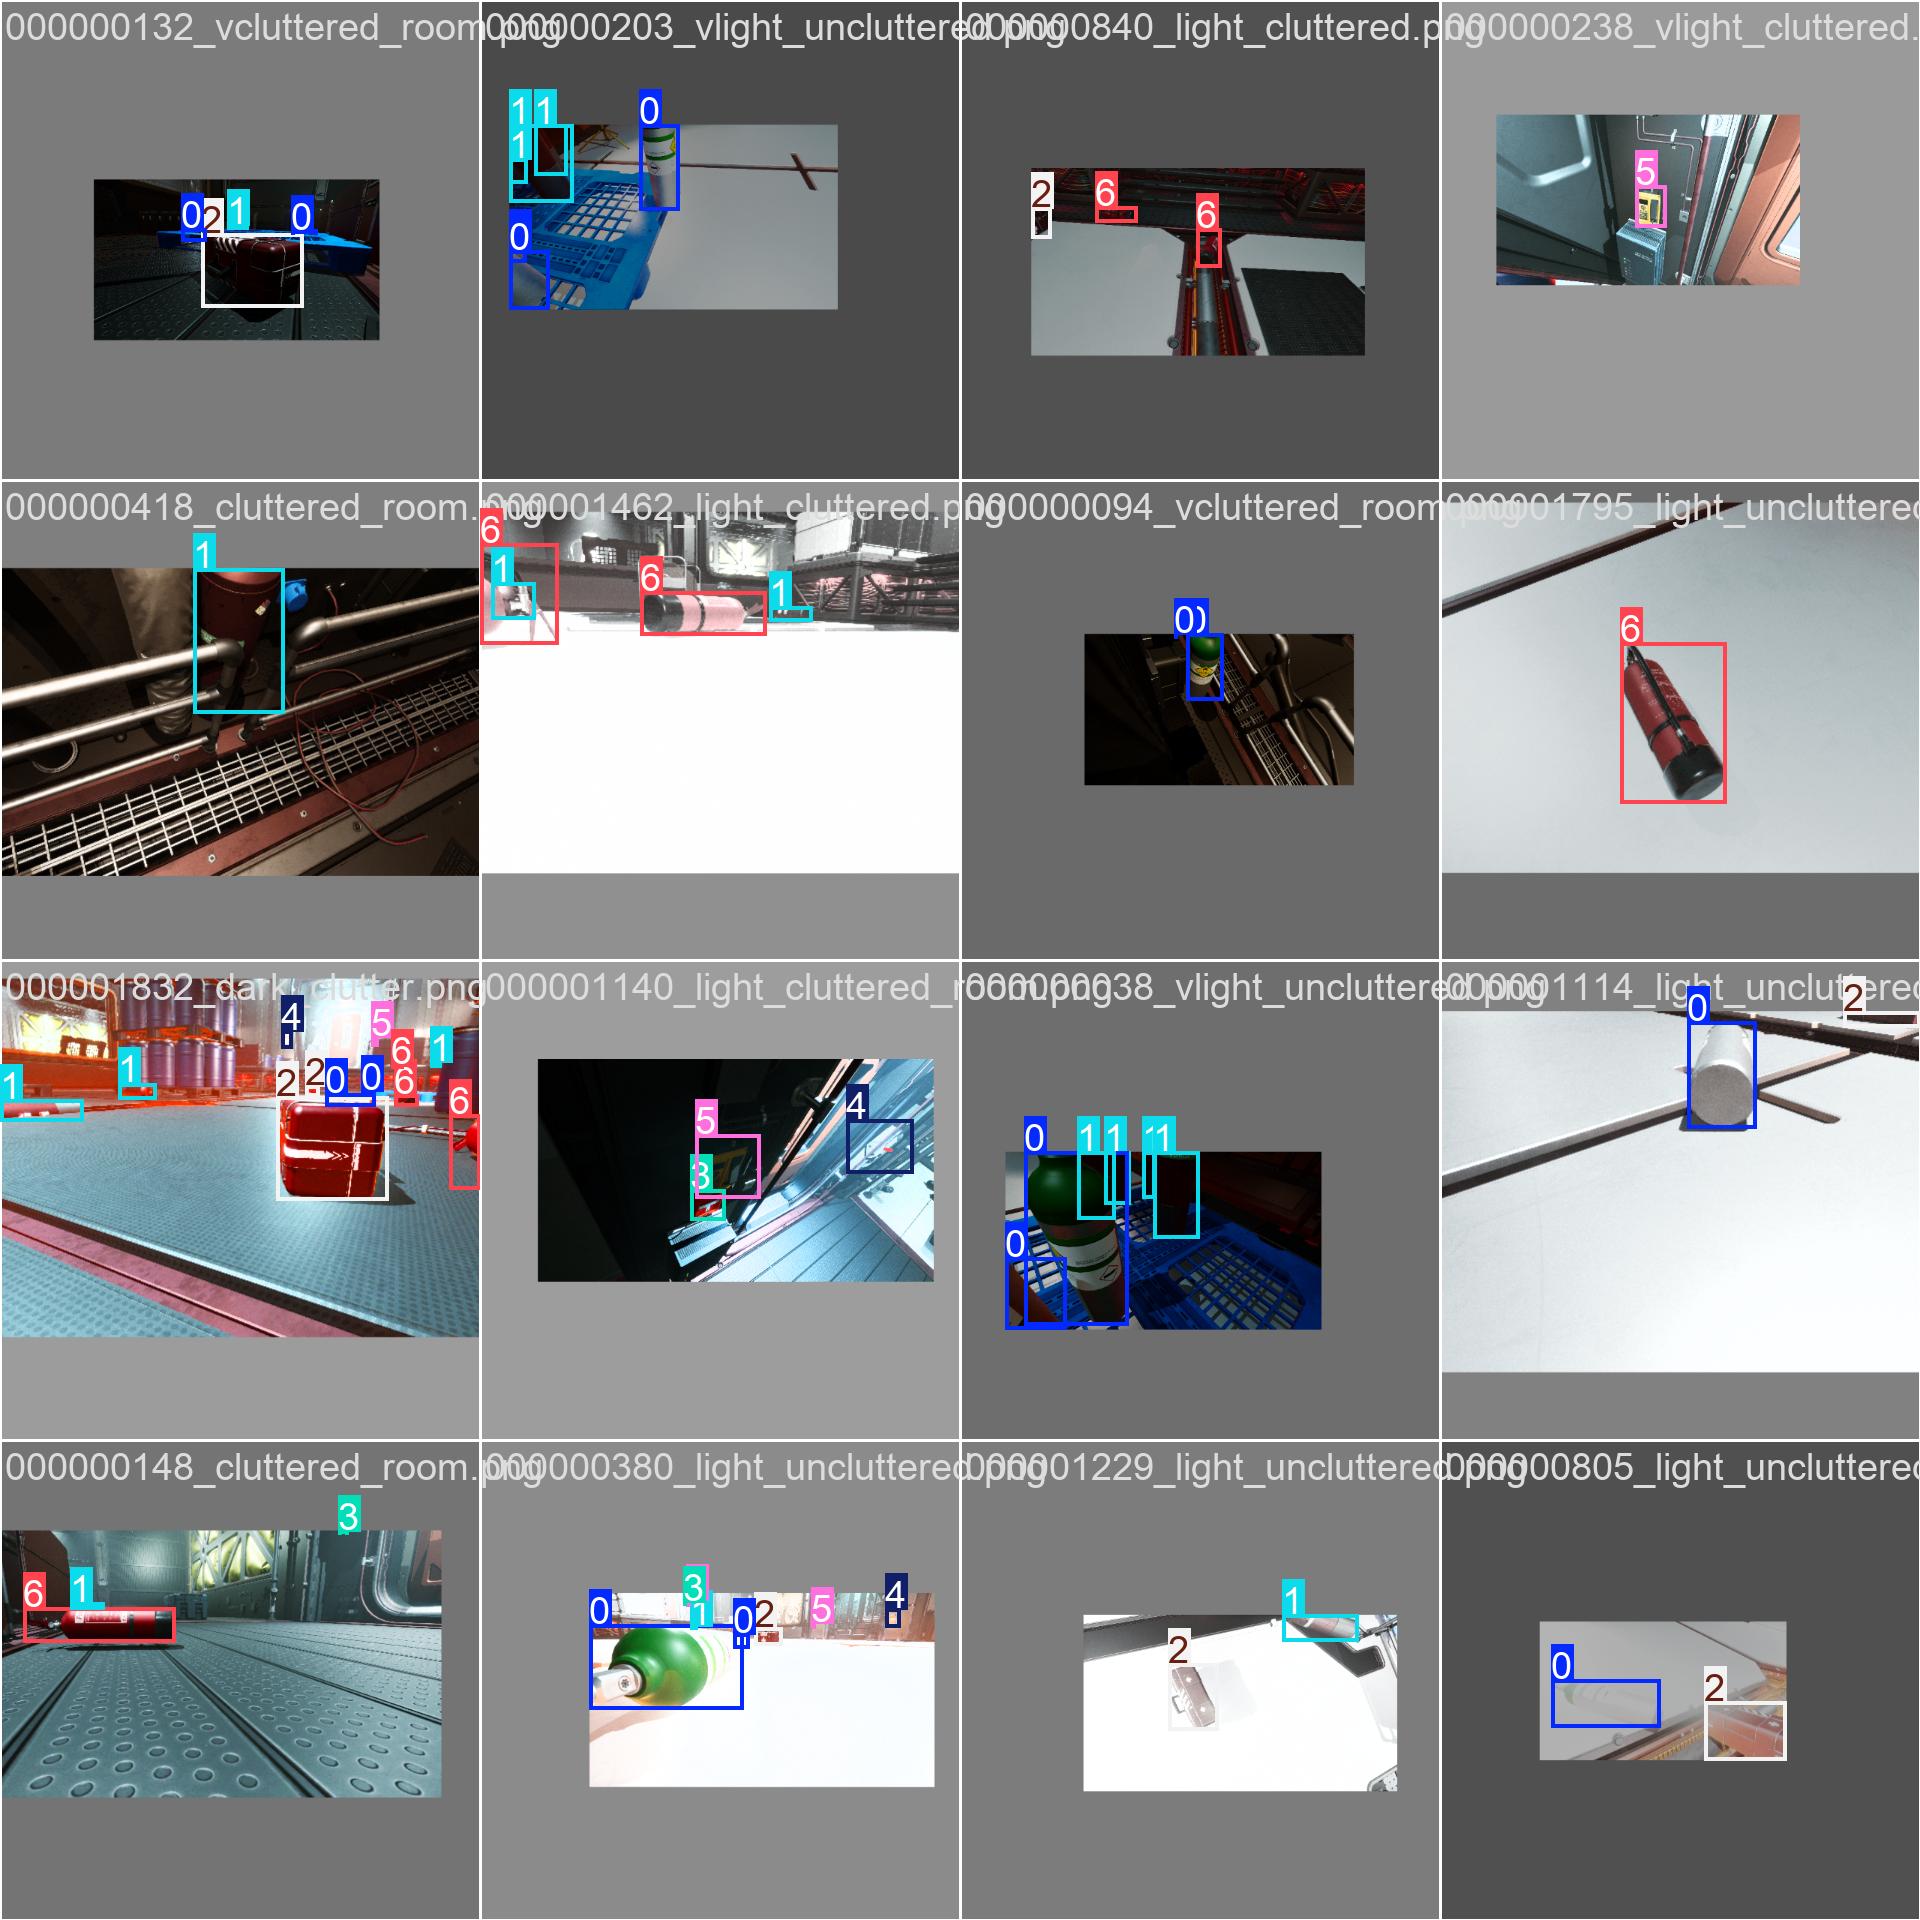 000000132_vcluttered_room.png
000000203_vlight_uncluttered.png
000000840_light_cluttered.png
000000238_vlight_cluttered.
0 2 1 0
1 1 0
1
0
2 6 6
5
000000418_cluttered_room.png
000001462_light_cluttered.png
000000094_vcluttered_room.png
000001795_light_uncluttered
1
6 1 6 1
0 0
6
000001832_dark_clutter.png
000001140_light_cluttered_room.png
000000038_vlight_uncluttered.png
000001114_light_uncluttered
4 5 6 1
1 1 2 2 0 0 6 6
5 4
3
0 1 1 1 1
0
0 2
000000148_cluttered_room.png
000000380_light_uncluttered.png
000001229_light_uncluttered.png
000000805_light_uncluttered
3
6 1
0 3 1 0 2 5 4
1
2
0 2